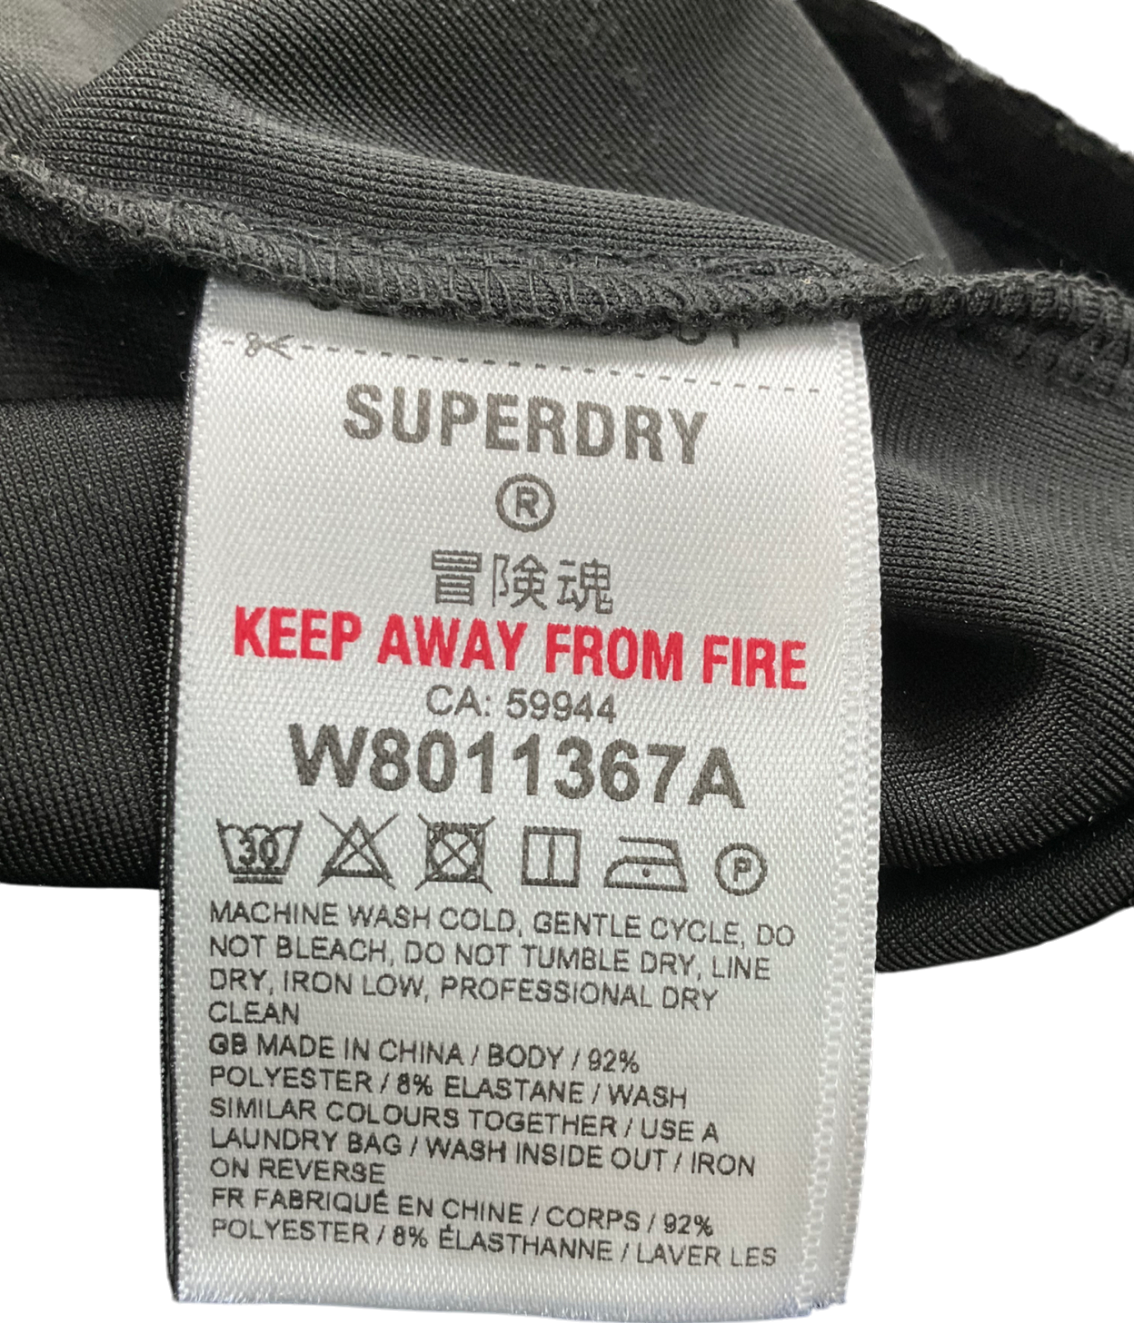 SUPERDRY
®
冒険魂
KEEP AWAY FROM FIRE
CA: 59944
W8011367A
30
P
MACHINE WASH COLD, GENTLE CYCLE, DO
NOT BLEACH, DO NOT TUMBLE DRY, LINE
DRY, IRON LOW, PROFESSIONAL DRY
CLEAN
GB MADE IN CHINA / BODY / 92%
POLYESTER / 8% ELASTANE / WASH
SIMILAR COLOURS TOGETHER / USE A
LAUNDRY BAG / WASH INSIDE OUT / IRON
ON REVERSE
FR FABRIQUÉ EN CHINE / CORPS / 92%
POLYESTER / 8% ÉLASTHANNE / LAVER LES